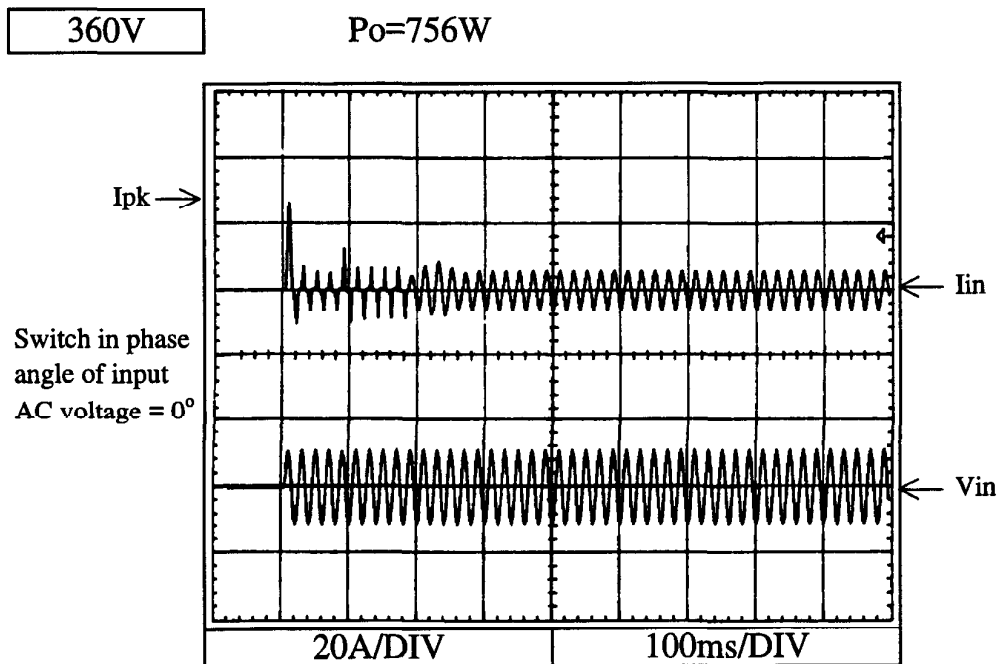 360V
Po=756W
Ipk
Iin
Switch in phase
angle of input
AC voltage = 0°
Vin
20A/DIV
100ms/DIV